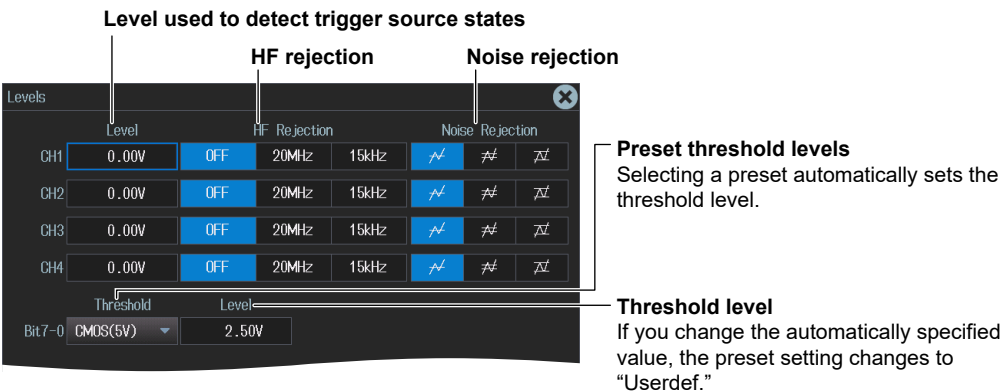 Level used to detect trigger source states
HF rejection
Noise rejection
Levels
Level HF Rejection Noise Rejection
CH1 0.00V OFF 20MHz 15kHz
CH2 0.00V OFF 20MHz 15kHz
CH3 0.00V OFF 20MHz 15kHz
CH4 0.00V OFF 20MHz 15kHz
Threshold Level
Bit7-0 CMOS(5V) 2.50V
Preset threshold levels
Selecting a preset automatically sets the
threshold level.
Threshold level
If you change the automatically specified
value, the preset setting changes to
“Userdef.”